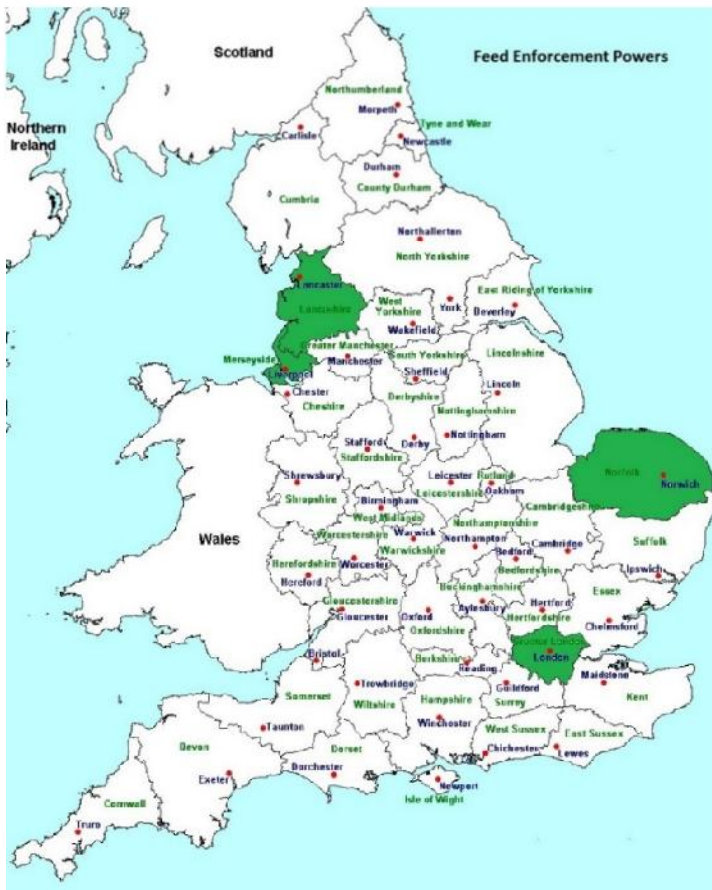 Scotland
Feed Enforcement Powers
Northumberland
Morpeth
Tyne and Wear
Northern
Ireland
Carlisle
Newcastle
Durham
County Durham
Cumbria
Northallerton
North Yorkshire
Lancaster
Lancashire
East Riding of Yorkshire
West
Yorkshire
York
Beverley
Wakefield
Greater Manchester
Merseyside
Manchester
South Yorkshire
Lincolnshire
Liverpool
Sheffield
Chester
Derbyshire
Lincoln
Cheshire
Nottinghamshire
Stafford
Derby
Nottingham
Staffordshire
Norfolk
Norwich
Shrewsbury
Leicester
Rutland
Shropshire
Leicestershire
Oakham
Birmingham
Cambridgeshire
West Midlands
Northamptonshire
Wales
Worcestershire
Warwick
Warwickshire
Northampton
Cambridge
Suffolk
Herefordshire
Worcester
Bedford
Hereford
Bedfordshire
Ipswich
Buckinghamshire
Essex
Gloucestershire
Aylesbury
Hertford
Gloucester
Oxford
Hertfordshire
Chelmsford
Oxfordshire
Greater London
Bristol
Berkshire
London
Reading
Maidstone
Trowbridge
Guildford
Somerset
Wiltshire
Hampshire
Surrey
Kent
Winchester
Taunton
West Sussex
East Sussex
Devon
Dorset
Chichester
Lewes
Exeter
Dorchester
Newport
Cornwall
Isle of Wight
Truro